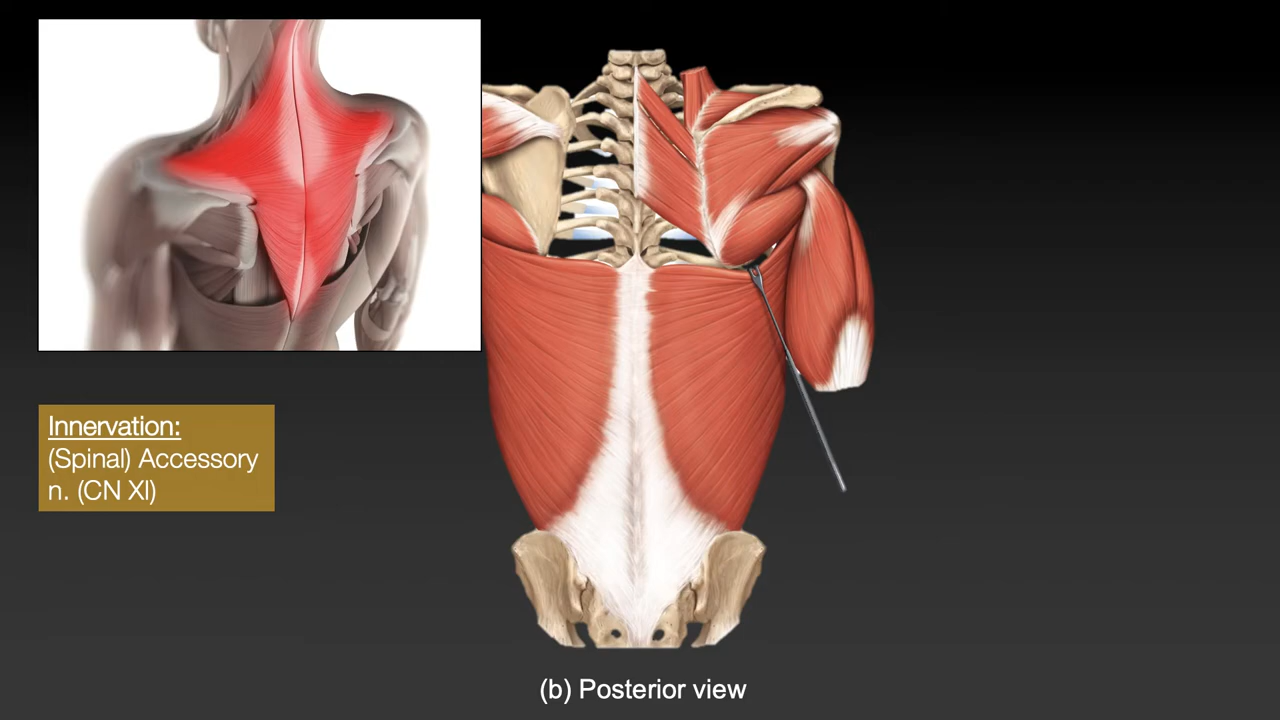 Innervation:
(Spinal) Accessory
n. (CN XI)
(b) Posterior view